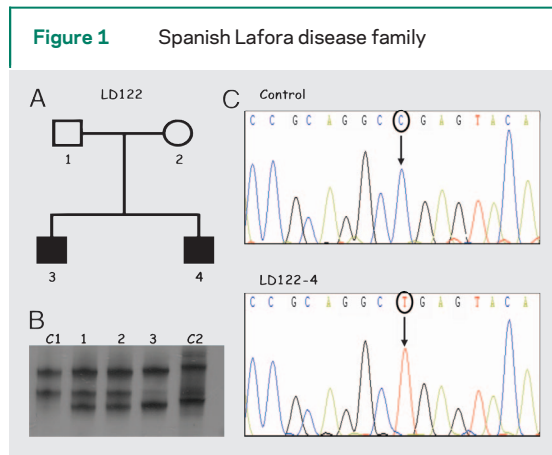 Figure 1 Spanish Lafora disease family
A LD122
1 2
3 4
B
C1 1 2 3 C2
C Control
C C G C A G G C C G A G T A C A
LD122-4
C C G C A G G C T G A G T A C A